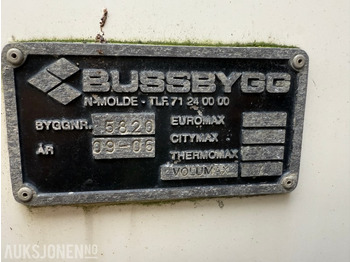 BUSSBYGG
N-MOLDE - TLF. 71 24 00 00
BYGGNR. 5820
ÅR 09-06
EUROMAX
CITYMAX
THERMOMAX
VOLUMAX
AUKSJONEN.NO